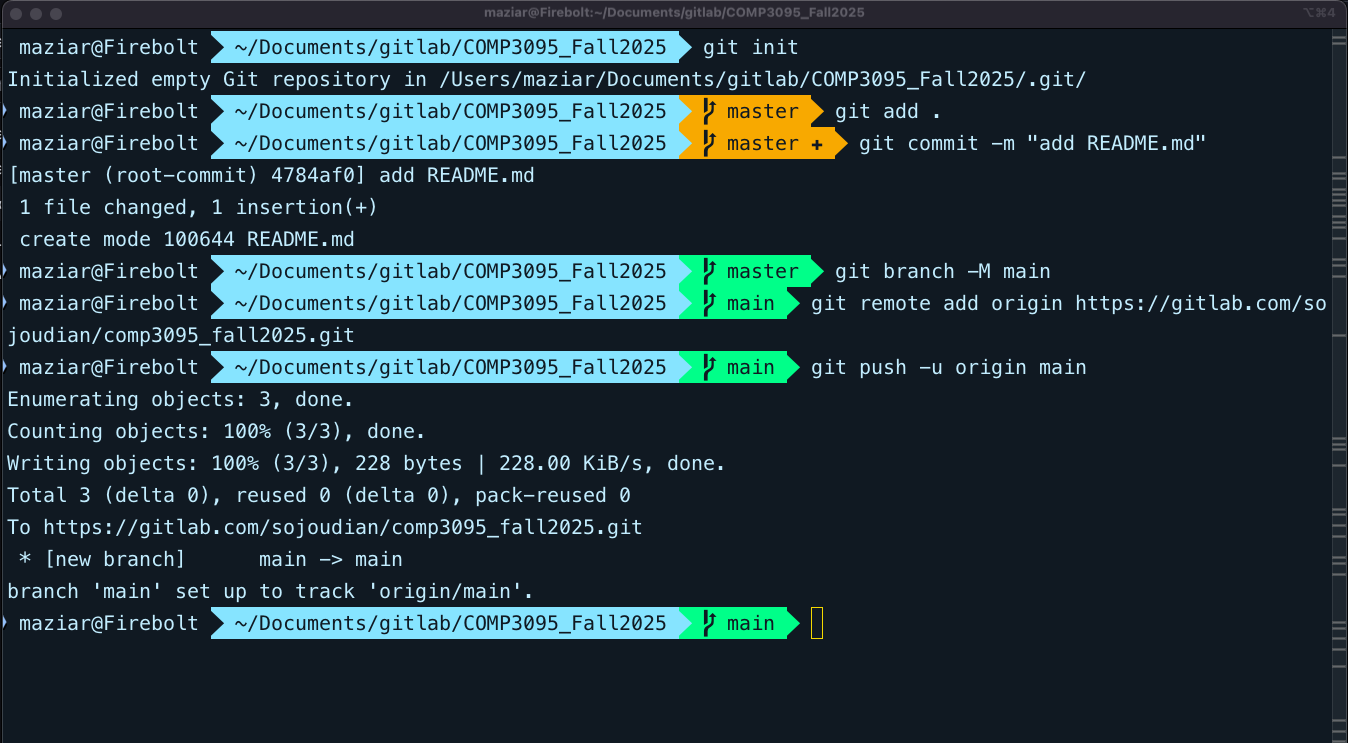 maziar@Firebolt:~/Documents/gitlab/COMP3095_Fall2025
⌥⌘4
maziar@Firebolt ~/Documents/gitlab/COMP3095_Fall2025 git init
Initialized empty Git repository in /Users/maziar/Documents/gitlab/COMP3095_Fall2025/.git/
maziar@Firebolt ~/Documents/gitlab/COMP3095_Fall2025 master git add .
maziar@Firebolt ~/Documents/gitlab/COMP3095_Fall2025 master + git commit -m "add README.md"
[master (root-commit) 4784af0] add README.md
1 file changed, 1 insertion(+)
create mode 100644 README.md
maziar@Firebolt ~/Documents/gitlab/COMP3095_Fall2025 master git branch -M main
maziar@Firebolt ~/Documents/gitlab/COMP3095_Fall2025 main git remote add origin https://gitlab.com/so
joudian/comp3095_fall2025.git
maziar@Firebolt ~/Documents/gitlab/COMP3095_Fall2025 main git push -u origin main
Enumerating objects: 3, done.
Counting objects: 100% (3/3), done.
Writing objects: 100% (3/3), 228 bytes | 228.00 KiB/s, done.
Total 3 (delta 0), reused 0 (delta 0), pack-reused 0
To https://gitlab.com/sojoudian/comp3095_fall2025.git
* [new branch]      main -> main
branch 'main' set up to track 'origin/main'.
maziar@Firebolt ~/Documents/gitlab/COMP3095_Fall2025 main